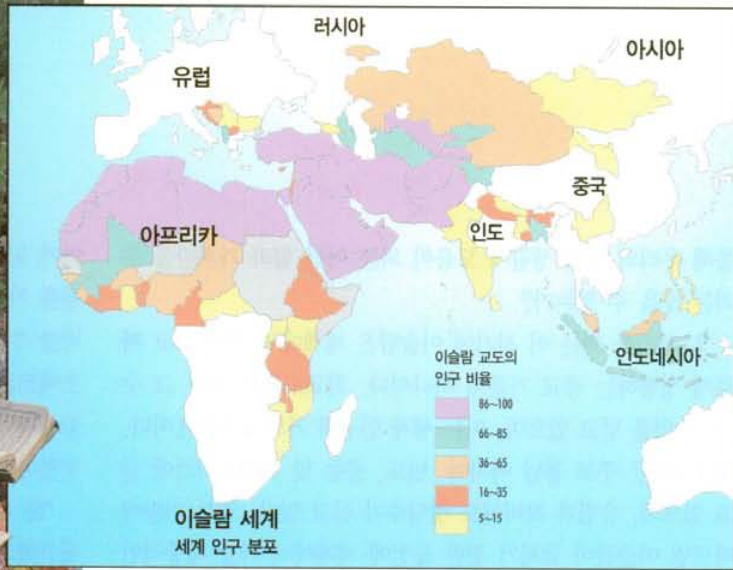 러시아
아시아
유럽
중국
아프리카
인도
인도네시아
이슬람 교도의
인구 비율
86~100
66~85
36~65
16~35
5~15
이슬람 세계
세계 인구 분포